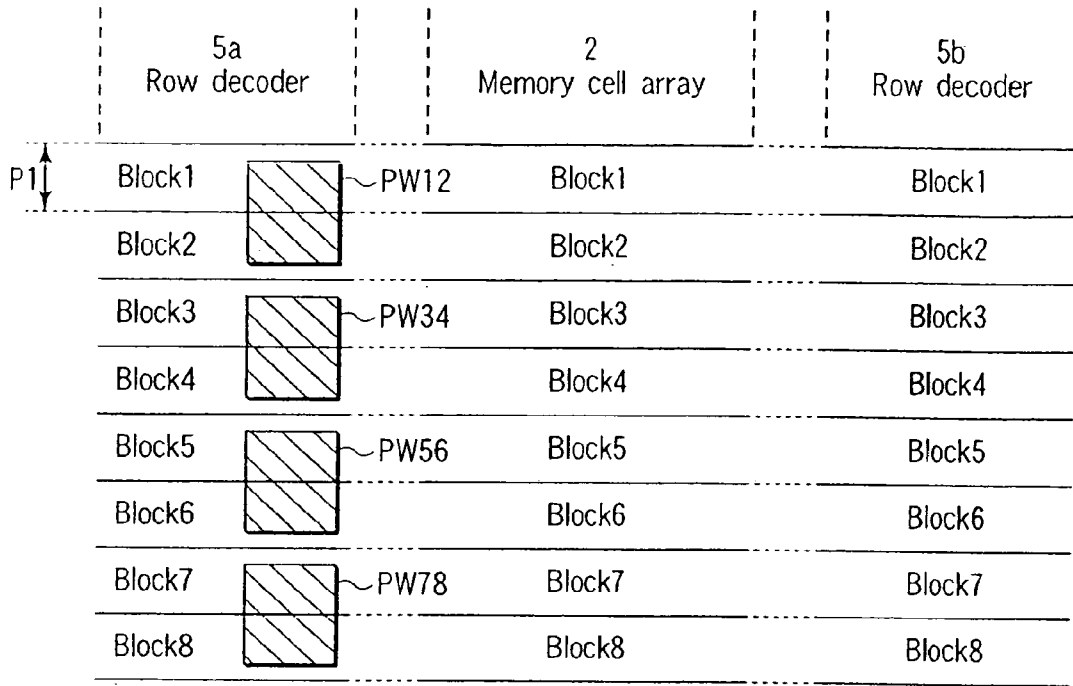 5a
Row decoder
2
Memory cell array
5b
Row decoder
P1
Block1
PW12
Block1
Block1
Block2
Block2
Block2
Block3
PW34
Block3
Block3
Block4
Block4
Block4
Block5
PW56
Block5
Block5
Block6
Block6
Block6
Block7
PW78
Block7
Block7
Block8
Block8
Block8